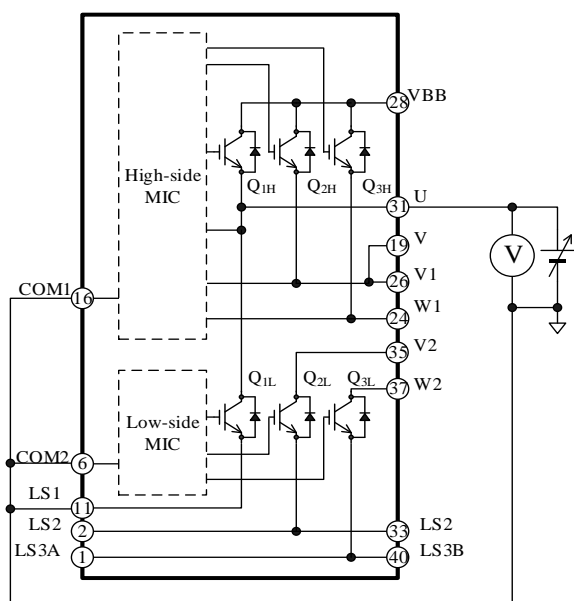 28 VBB
High-side
MIC
Q1H Q2H Q3H
31 U
V
19 V
COM1
16
26 V1
24 W1
35 V2
Q1L Q2L Q3L
37 W2
Low-side
MIC
COM2
6
LS1
11
LS2
2
33 LS2
LS3A
1
40 LS3B